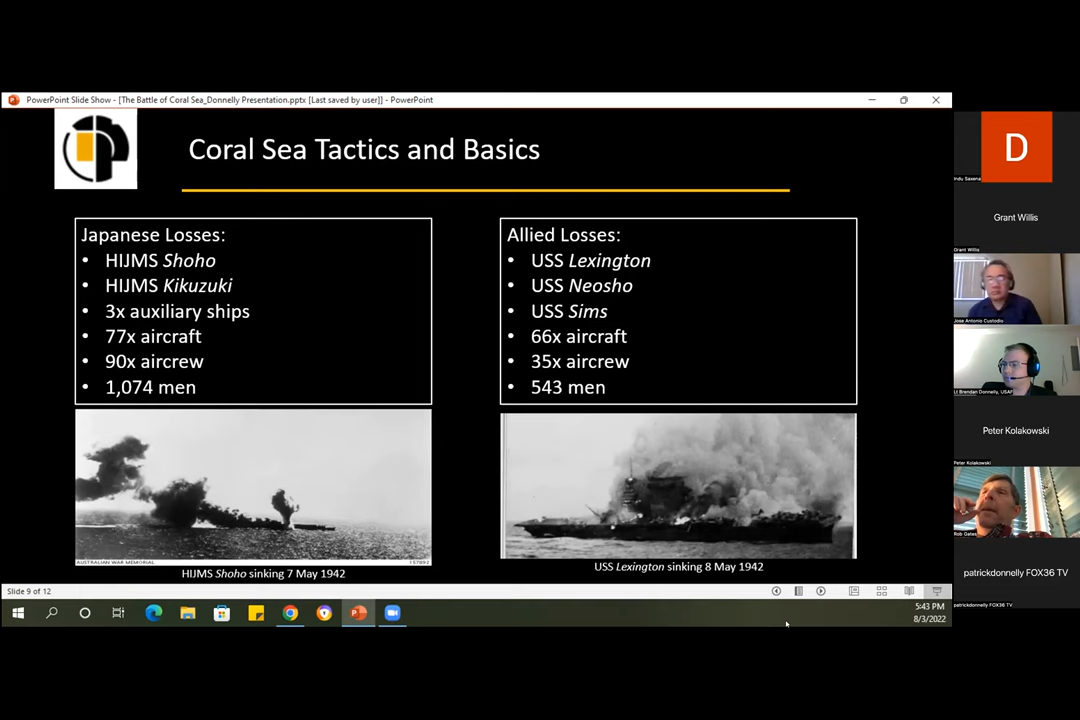 PowerPoint Slide Show - [The Battle of Coral Sea_Donnelly Presentation.pptx [Last saved by user]] - PowerPoint
Coral Sea Tactics and Basics
Japanese Losses:
• HIJMS Shoho
• HIJMS Kikuzuki
• 3x auxiliary ships
• 77x aircraft
• 90x aircrew
• 1,074 men
Allied Losses:
• USS Lexington
• USS Neosho
• USS Sims
• 66x aircraft
• 35x aircrew
• 543 men
AUSTRALIAN WAR MEMORIAL
HIJMS Shoho sinking 7 May 1942
USS Lexington sinking 8 May 1942
Slide 9 of 12
5:43 PM
8/3/2022
D
Indu Saxena
Grant Willis
Grant Willis
Jose Antonio Custodio
Lt Brendan Donnelly, USAF
Peter Kolakowski
Peter Kolakowski
Rob Gates
patrickdonnelly FOX36 TV
patrickdonnelly FOX36 TV